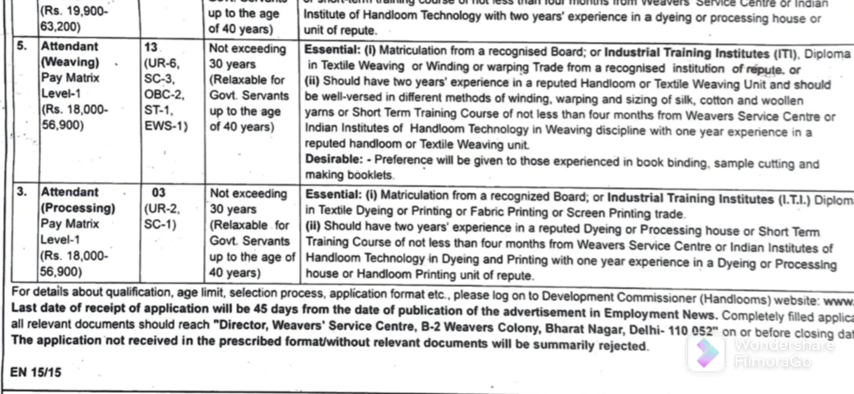 (Rs. 19,900-
63,200)
up to the age
of 40 years)
Institute of Handloom Technology with two years' experience in a dyeing or processing house or
unit of repute.
5.
Attendant
(Weaving)
Pay Matrix
Level-1
(Rs. 18,000-
56,900)
13
(UR-6,
SC-3,
OBC-2,
ST-1,
EWS-1)
Not exceeding
30 years
(Relaxable for
Govt. Servants
up to the age
of 40 years)
Essential: (i) Matriculation from a recognised Board; or Industrial Training Institutes (ITI), Diploma
in Textile Weaving or Winding or warping Trade from a recognised institution of repute. or
(ii) Should have two years' experience in a reputed Handloom or Textile Weaving Unit and should
be well-versed in different methods of winding, warping and sizing of silk, cotton and woollen
yarns or Short Term Training Course of not less than four months from Weavers Service Centre or
Indian Institutes of Handloom Technology in Weaving discipline with one year experience in a
reputed handloom or Textile Weaving unit.
Desirable: - Preference will be given to those experienced in book binding, sample cutting and
making booklets.
3.
Attendant
(Processing)
Pay Matrix
Level-1
(Rs. 18,000-
56,900)
03
(UR-2,
SC-1)
Not exceeding
30 years
(Relaxable for
Govt. Servants
up to the age of
40 years)
Essential: (i) Matriculation from a recognized Board; or Industrial Training Institutes (I.T.I.) Diplom
in Textile Dyeing or Printing or Fabric Printing or Screen Printing trade.
(ii) Should have two years' experience in a reputed Dyeing or Processing house or Short Term
Training Course of not less than four months from Weavers Service Centre or Indian Institutes of
Handloom Technology in Dyeing and Printing with one year experience in a Dyeing or Processing
house or Handloom Printing unit of repute.
For details about qualification, age limit, selection process, application format etc., please log on to Development Commissioner (Handlooms) website: www.
Last date of receipt of application will be 45 days from the date of publication of the advertisement in Employment News. Completely filled applica
all relevant documents should reach "Director, Weavers' Service Centre, B-2 Weavers Colony, Bharat Nagar, Delhi- 110 052" on or before closing dat
The application not received in the prescribed format/without relevant documents will be summarily rejected.
Wondershare
FilmoraGo
EN 15/15